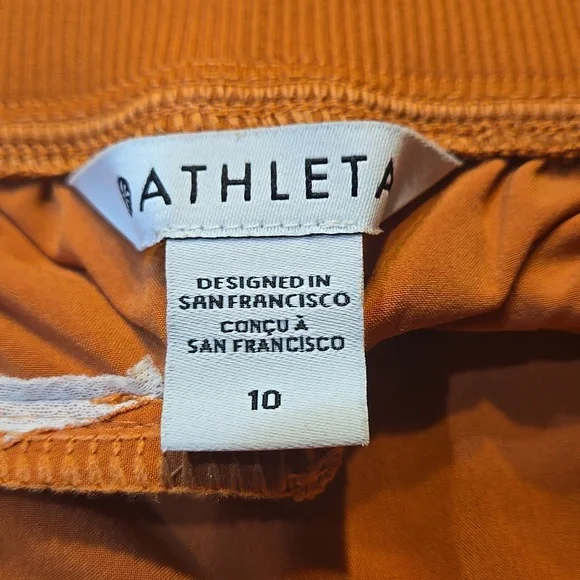 ATHLETA
DESIGNED IN
SAN FRANCISCO
CONÇU À
SAN FRANCISCO
10